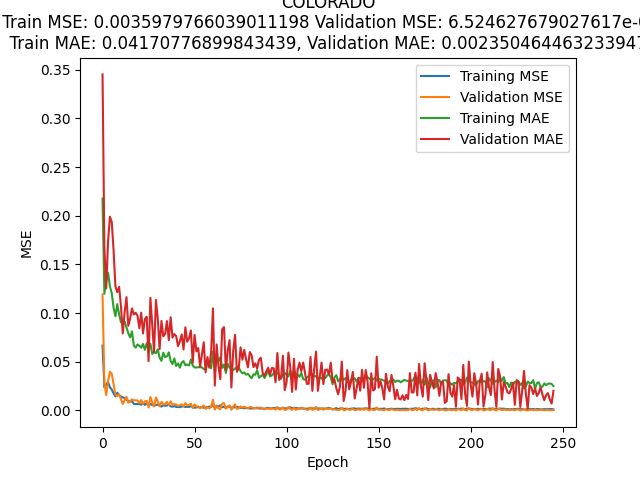 COLORADO
Train MSE: 0.0035979766039011198 Validation MSE: 6.524627679027617e-0
Train MAE: 0.04170776899843439, Validation MAE: 0.0023504644632339477
0.35
0.30
0.25
0.20
0.15
0.10
0.05
0.00
MSE
Training MSE
Validation MSE
Training MAE
Validation MAE
0
50
100
150
200
250
Epoch